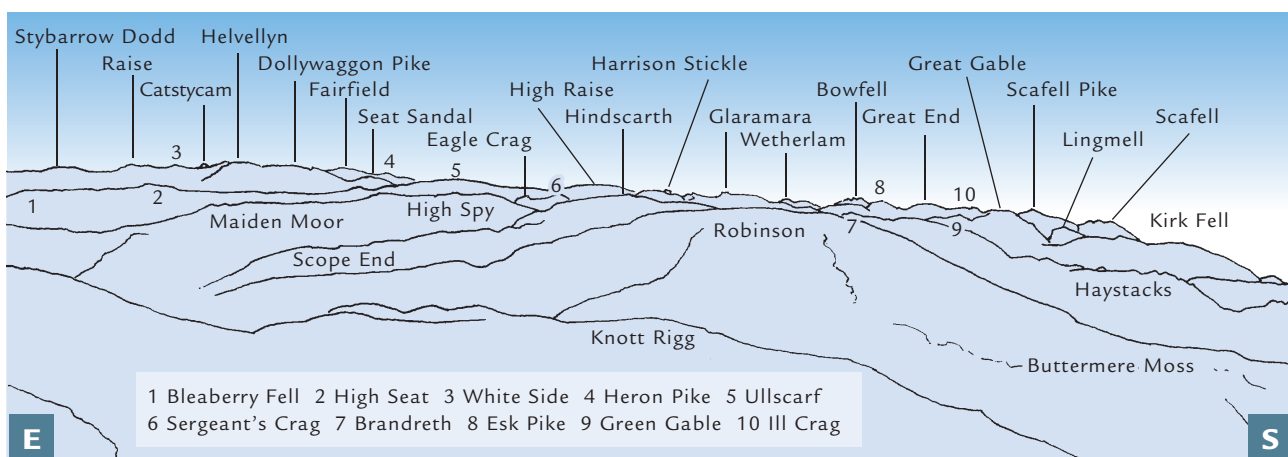 Stybarrow Dodd
Helvellyn
Raise
Dollywaggon Pike
Harrison Stickle
Great Gable
Catstycam
Fairfield
High Raise
Bowfell
Scafell Pike
Seat Sandal
Hindscarth
Glaramara
Great End
Scafell
Eagle Crag
Wetherlam
Lingmell
3
4
5
6
8
10
1
2
Maiden Moor
High Spy
Robinson
7
9
Kirk Fell
Scope End
Haystacks
Knott Rigg
Buttermere Moss
1 Bleaberry Fell 2 High Seat 3 White Side 4 Heron Pike 5 Ullscarf
6 Sergeant's Crag 7 Brandreth 8 Esk Pike 9 Green Gable 10 Ill Crag
E
S